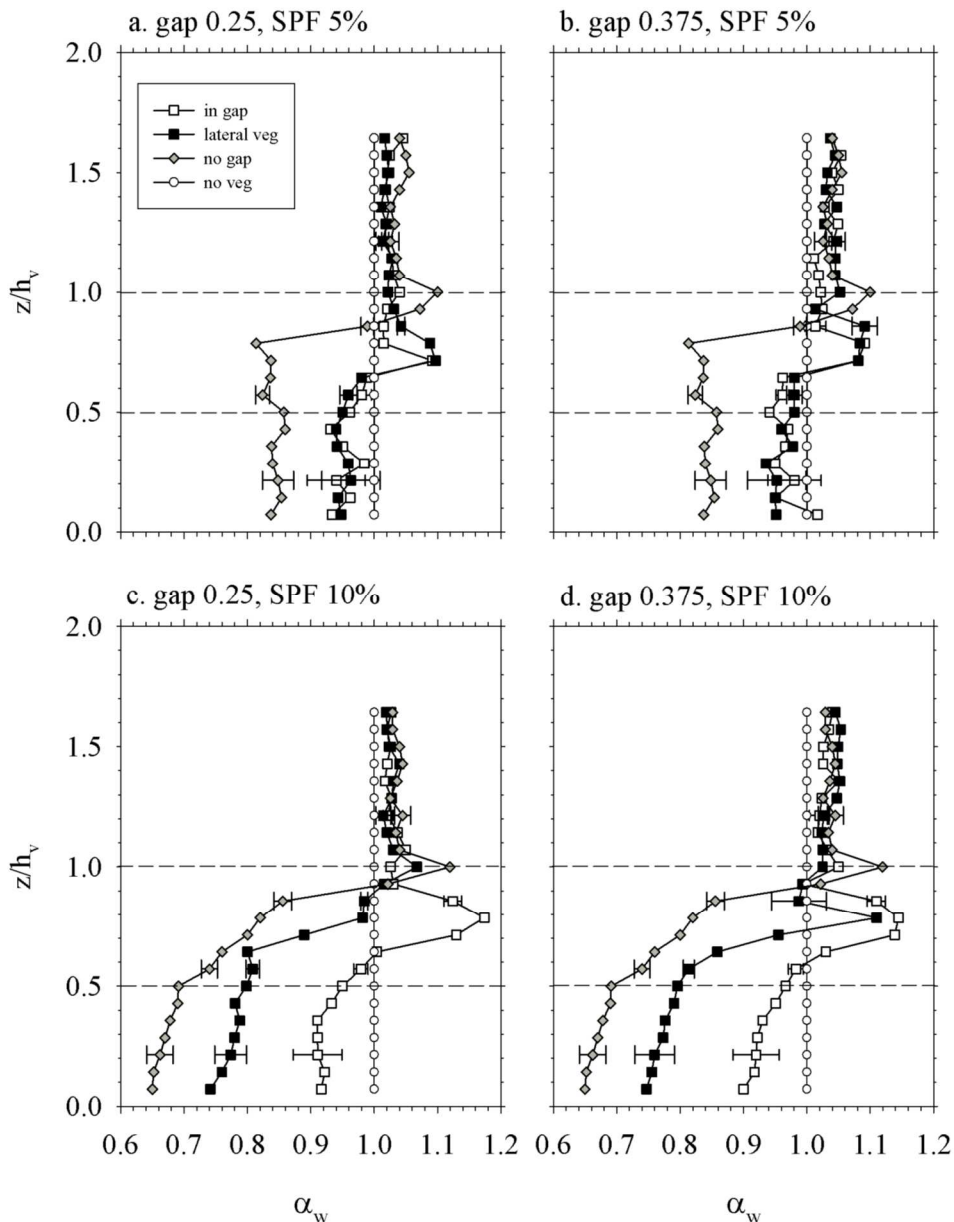 a. gap 0.25, SPF 5%
b. gap 0.375, SPF 5%
2.0
1.5
1.0
0.5
0.0
z/hv
in gap
lateral veg
no gap
no veg
c. gap 0.25, SPF 10%
d. gap 0.375, SPF 10%
2.0
1.5
1.0
0.5
0.0
z/hv
0.6 0.7 0.8 0.9 1.0 1.1 1.2
0.6 0.7 0.8 0.9 1.0 1.1 1.2
αw
αw